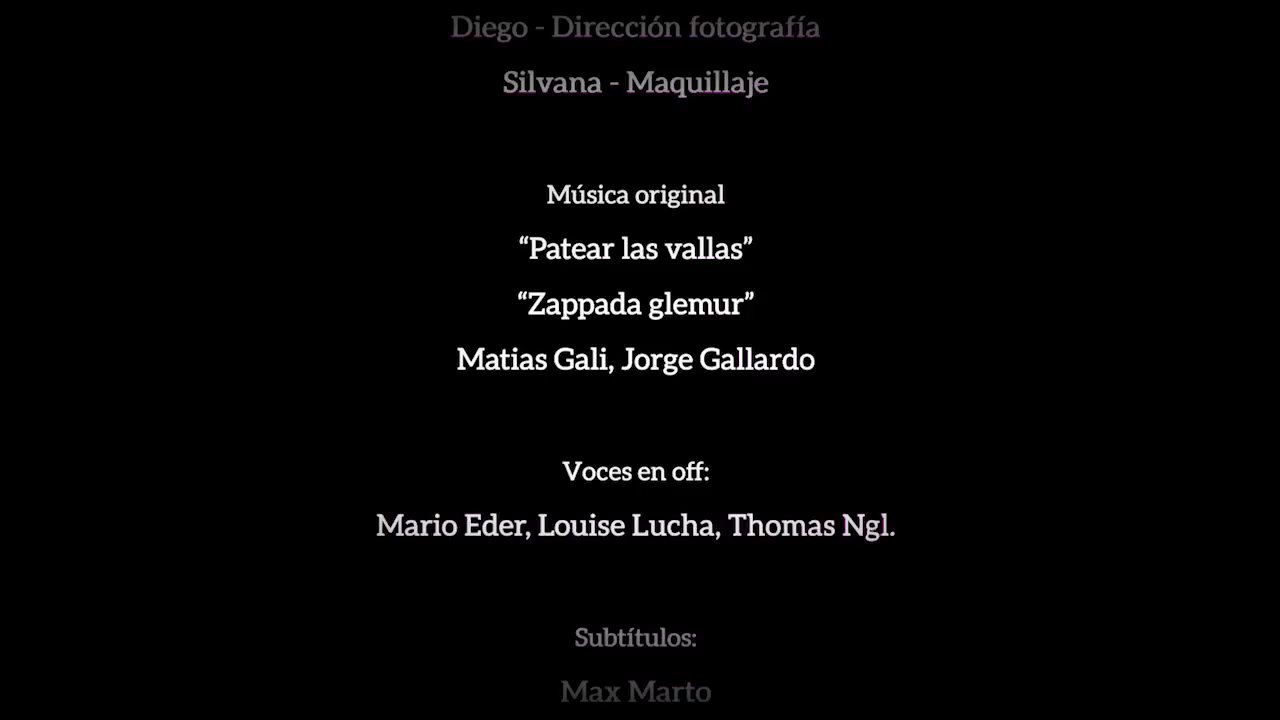 Diego - Dirección fotografía
Silvana - Maquillaje
Música original
“Patear las vallas”
“Zappada glemur”
Matias Gali, Jorge Gallardo
Voces en off:
Mario Eder, Louise Lucha, Thomas Ngl.
Subtítulos:
Max Marto